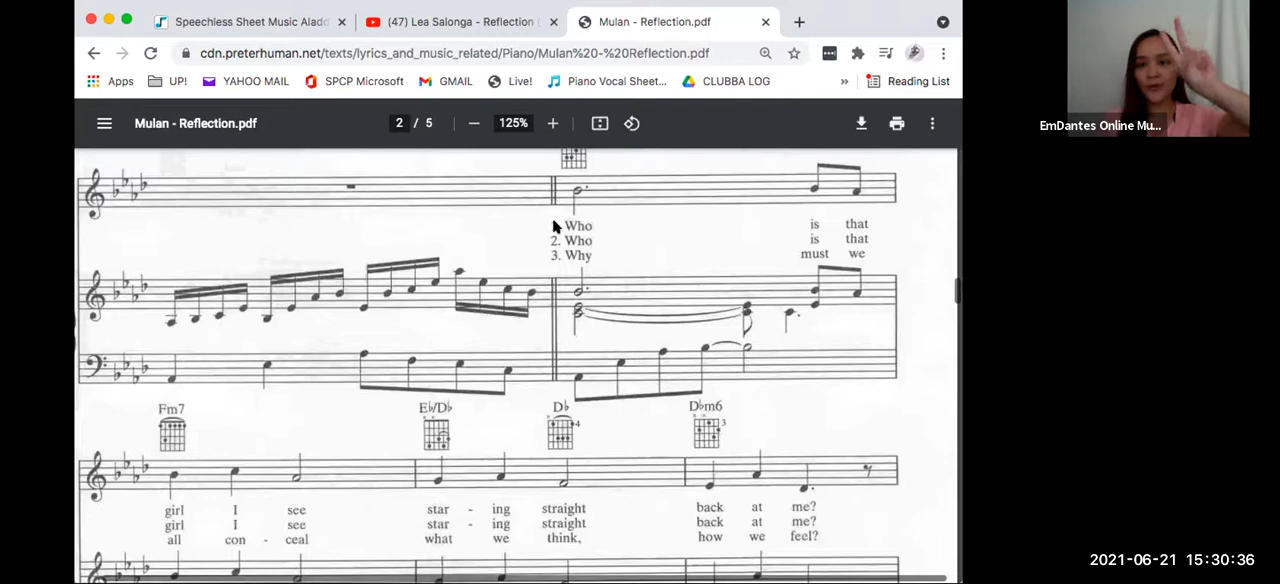 Speechless Sheet Music Aladd
(47) Lea Salonga - Reflection (
Mulan - Reflection.pdf
cdn.preterhuman.net/texts/lyrics_and_music_related/Piano/Mulan%20-%20Reflection.pdf
Apps UP! YAHOO MAIL SPCP Microsoft GMAIL Live! Piano Vocal Sheet... CLUBBA LOG » Reading List
Mulan - Reflection.pdf 2 / 5 125%
EmDantes Online Mu...
Who is that
2. Who is that
3. Why must we
Fm7 E♭/D♭ D♭ D♭m6
4 3
girl I see star - ing straight back at me?
girl I see star - ing straight back at me?
all con - ceal what we think, how we feel?
2021-06-21 15:30:36